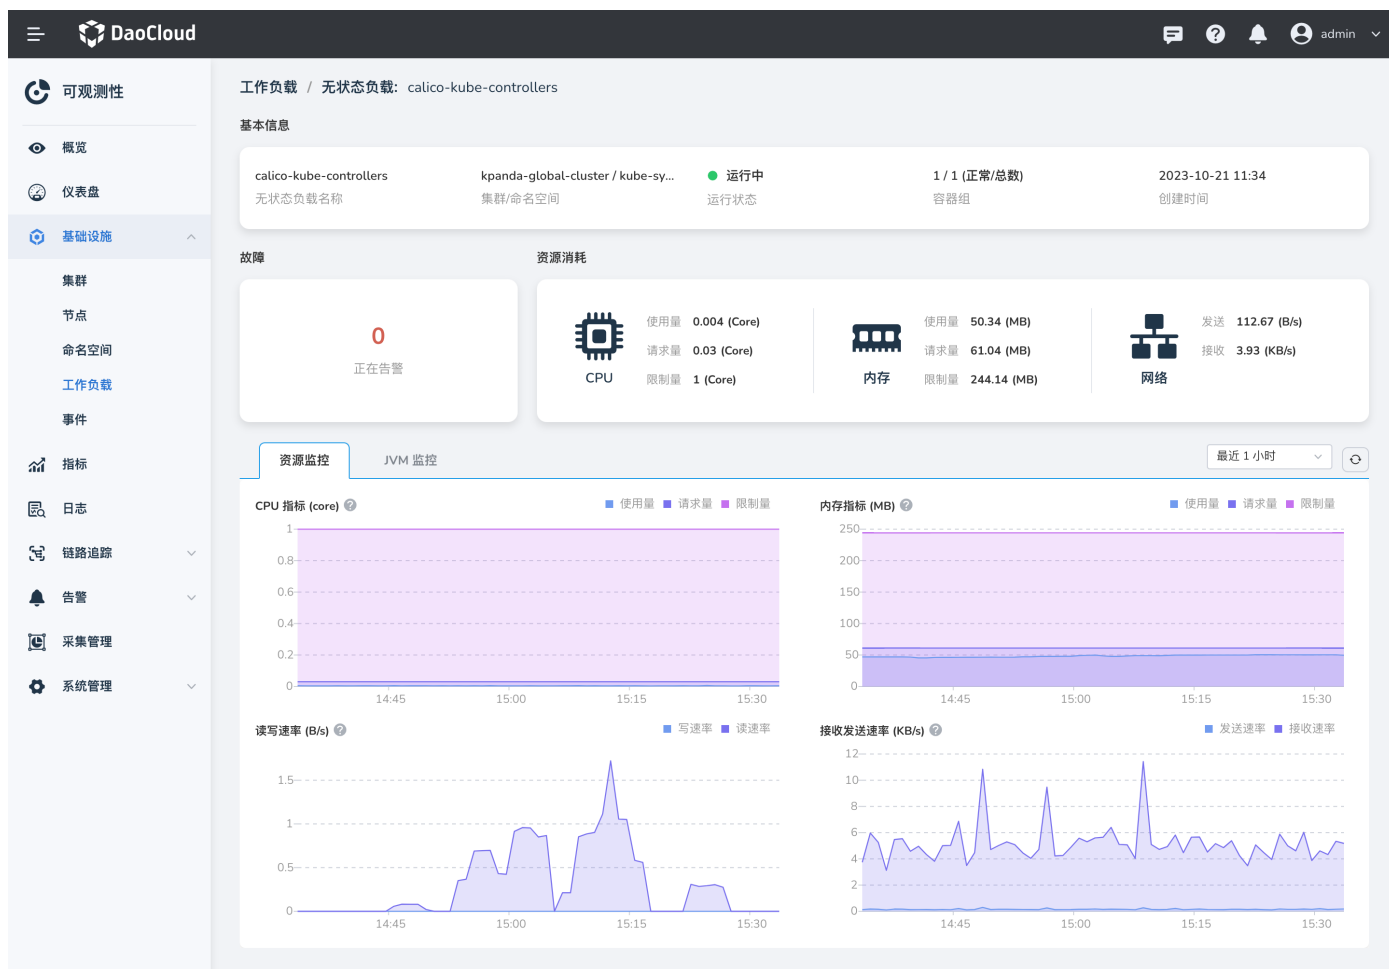 DaoCloud
admin
可观测性
概览
仪表盘
基础设施
集群
节点
命名空间
工作负载
事件
指标
日志
链路追踪
告警
采集管理
系统管理
工作负载 / 无状态负载: calico-kube-controllers
基本信息
calico-kube-controllers kpanda-global-cluster / kube-sy... 运行中 1 / 1 (正常/总数) 2023-10-21 11:34
无状态负载名称 集群/命名空间 运行状态 容器组 创建时间
故障
0
正在告警
资源消耗
CPU
使用量 0.004 (Core)
请求量 0.03 (Core)
限制量 1 (Core)
内存
使用量 50.34 (MB)
请求量 61.04 (MB)
限制量 244.14 (MB)
网络
发送 112.67 (B/s)
接收 3.93 (KB/s)
资源监控 JVM 监控 最近 1 小时
CPU 指标 (core) ? 使用量 请求量 限制量
1
0.8
0.6
0.4
0.2
0
14:45 15:00 15:15 15:30
内存指标 (MB) ? 使用量 请求量 限制量
250
200
150
100
50
0
14:45 15:00 15:15 15:30
读写速率 (B/s) ? 写速率 读速率
1.5
1
0.5
0
14:45 15:00 15:15 15:30
接收发送速率 (KB/s) ? 发送速率 接收速率
12
10
8
6
4
2
0
14:45 15:00 15:15 15:30